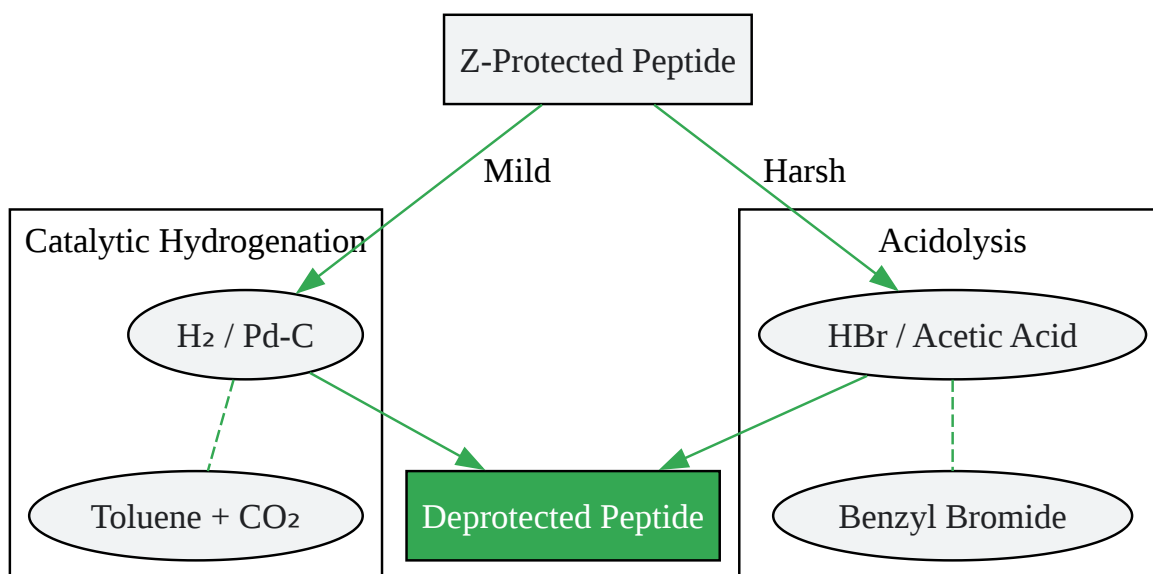 Z-Protected Peptide
Mild
Harsh
Catalytic Hydrogenation
Acidolysis
H₂ / Pd-C
HBr / Acetic Acid
Toluene + CO₂
Deprotected Peptide
Benzyl Bromide